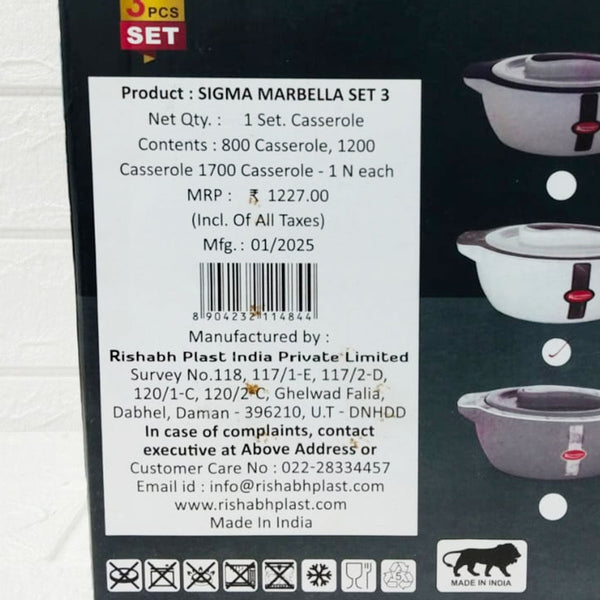 3 PCS
SET
Product : SIGMA MARBELLA SET 3
Net Qty. : 1 Set. Casserole
Contents : 800 Casserole, 1200
Casserole 1700 Casserole - 1 N each
MRP : ₹ 1227.00
(Incl. Of All Taxes)
Mfg. : 01/2025
8 904232 114844
Manufactured by :
Rishabh Plast India Private Limited
Survey No.118, 117/1-E, 117/2-D,
120/1-C, 120/2-C, Ghelwad Falia,
Dabhel, Daman - 396210, U.T - DNHDD
In case of complaints, contact
executive at Above Address or
Customer Care No : 022-28334457
Email id : info@rishabhplast.com
www.rishabhplast.com
Made In India
5
MADE IN INDIA